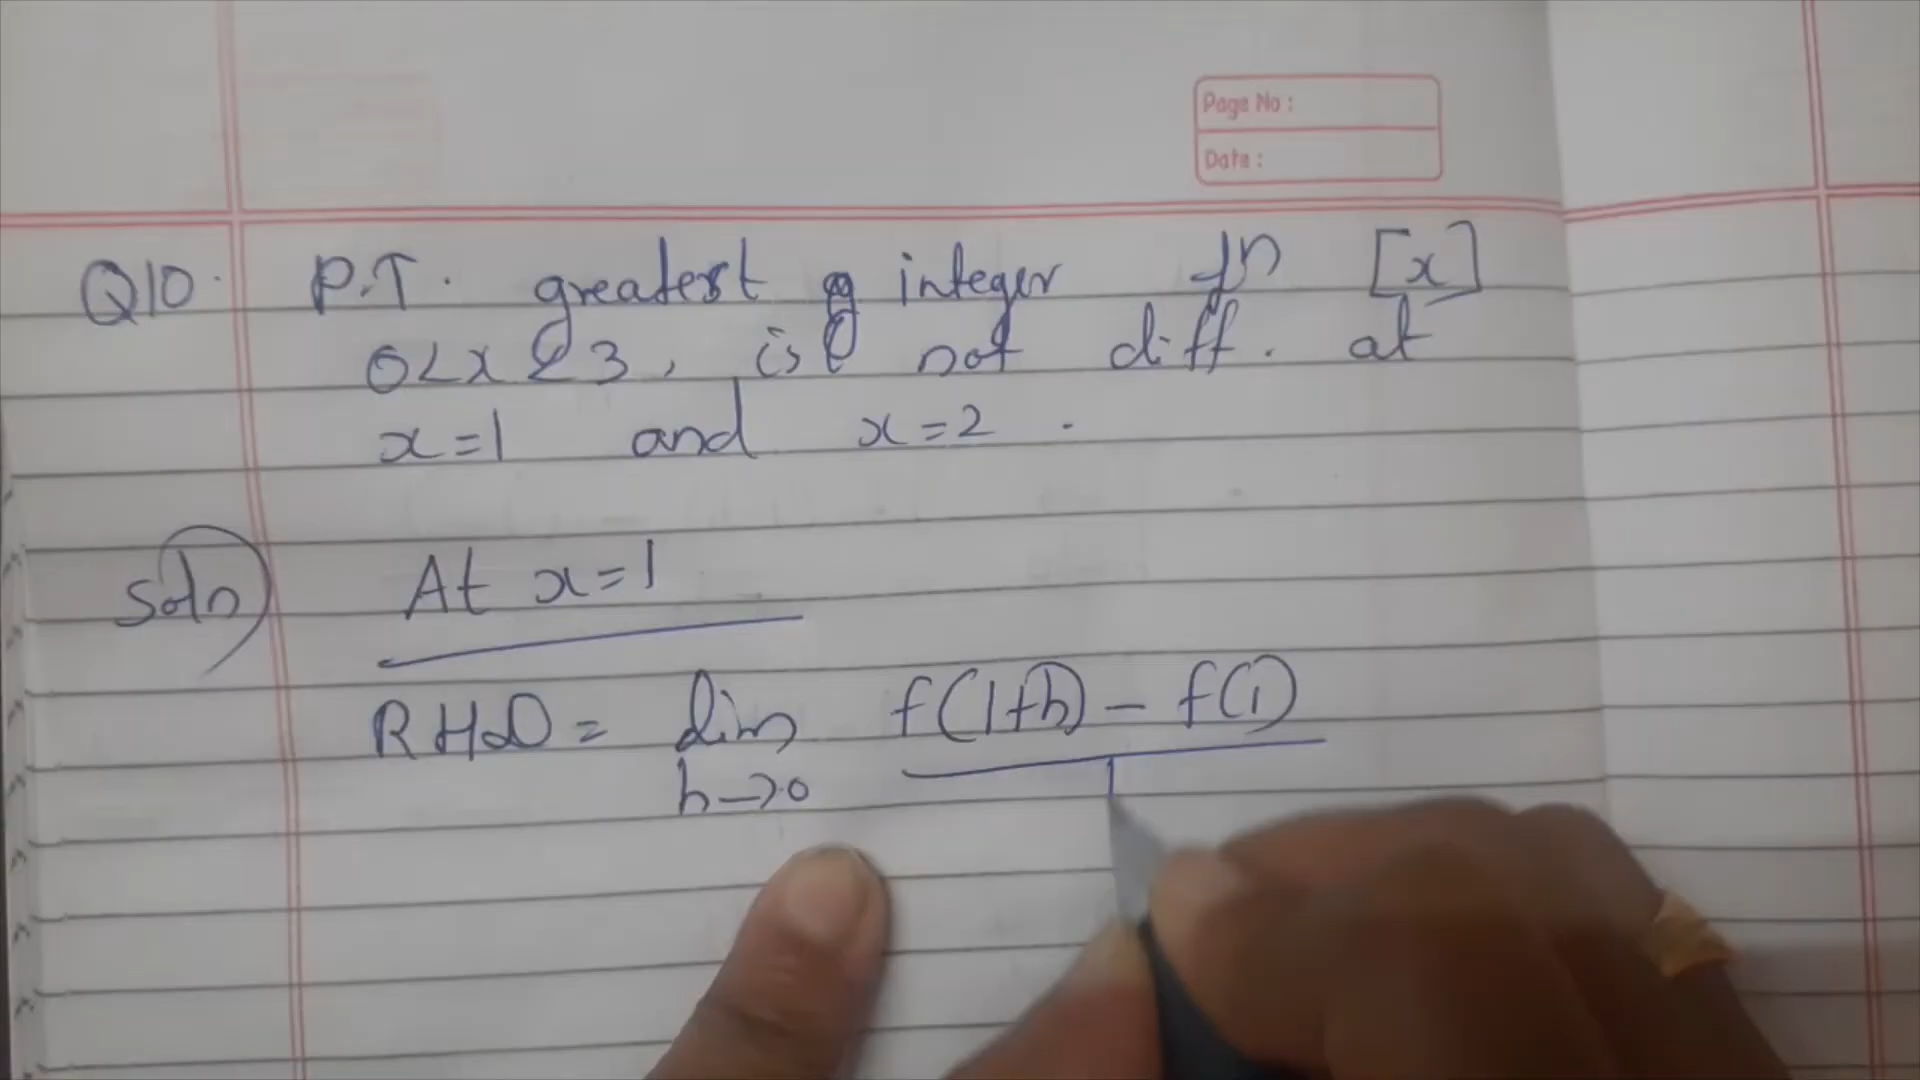 Page No :
Date :
Q10. P.T. greatest integer fn [x]
0<x<3, is not diff. at
x=1 and x=2.
Soln) At x=1
RHD = lim f(1+h) - f(1)
h→0